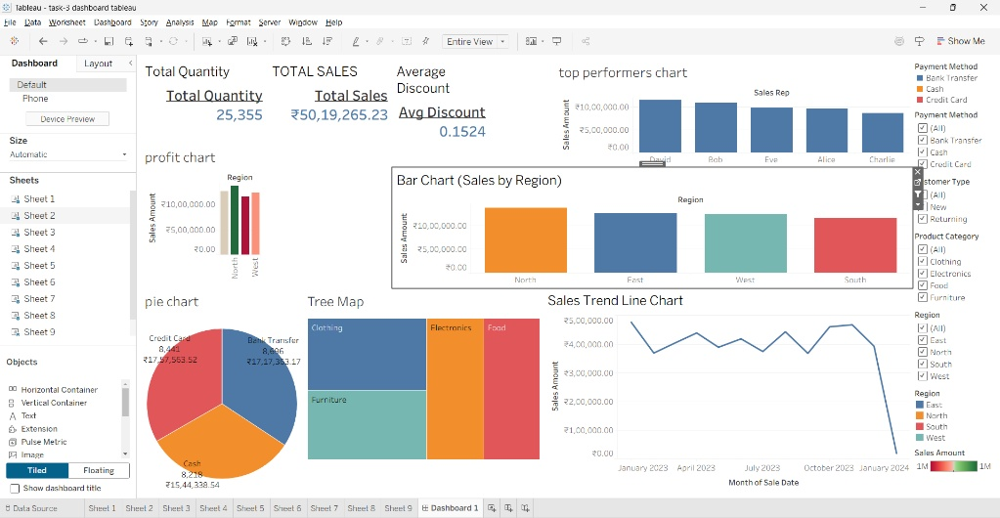 Tableau - task-3 dashboard tableau
File Data Worksheet Dashboard Story Analysis Map Format Server Window Help
Entire View
Show Me
Dashboard Layout
Default
Phone
Device Preview
Size
Automatic
Sheets
Sheet 1
Sheet 2
Sheet 3
Sheet 4
Sheet 5
Sheet 6
Sheet 7
Sheet 8
Sheet 9
Objects
Horizontal Container
Vertical Container
Text
Extension
Pulse Metric
Image
Tiled Floating
Show dashboard title
Total Quantity
Total Quantity
25,355
TOTAL SALES
Total Sales
₹50,19,265.23
Average
Discount
Avg Discount
0.1524
top performers chart
Sales Rep
Sales Amount
₹10,00,000.00
₹5,00,000.00
₹0.00
David Bob Eve Alice Charlie
profit chart
Region
Sales Amount
₹10,00,000.00
₹5,00,000.00
₹0.00
North
West
Bar Chart (Sales by Region)
Region
Sales Amount
₹10,00,000.00
₹5,00,000.00
₹0.00
North East West South
pie chart
Credit Card
8,441
₹17,57,563.52
Bank Transfer
8,696
₹17,17,363.17
Cash
8,218
₹15,44,338.54
Tree Map
Clothing
Furniture
Electronics
Food
Sales Trend Line Chart
Sales Amount
₹5,00,000.00
₹4,00,000.00
₹3,00,000.00
₹2,00,000.00
₹1,00,000.00
₹0.00
January 2023 April 2023 July 2023 October 2023 January 2024
Month of Sale Date
Payment Method
Bank Transfer
Cash
Credit Card
Payment Method
(All)
Bank Transfer
Cash
Credit Card
stomer Type
(All)
New
Returning
Product Category
(All)
Clothing
Electronics
Food
Furniture
Region
(All)
East
North
South
West
Region
East
North
South
West
Sales Amount
1M 1M
Data Source Sheet 1 Sheet 2 Sheet 3 Sheet 4 Sheet 5 Sheet 6 Sheet 7 Sheet 8 Sheet 9 Dashboard 1